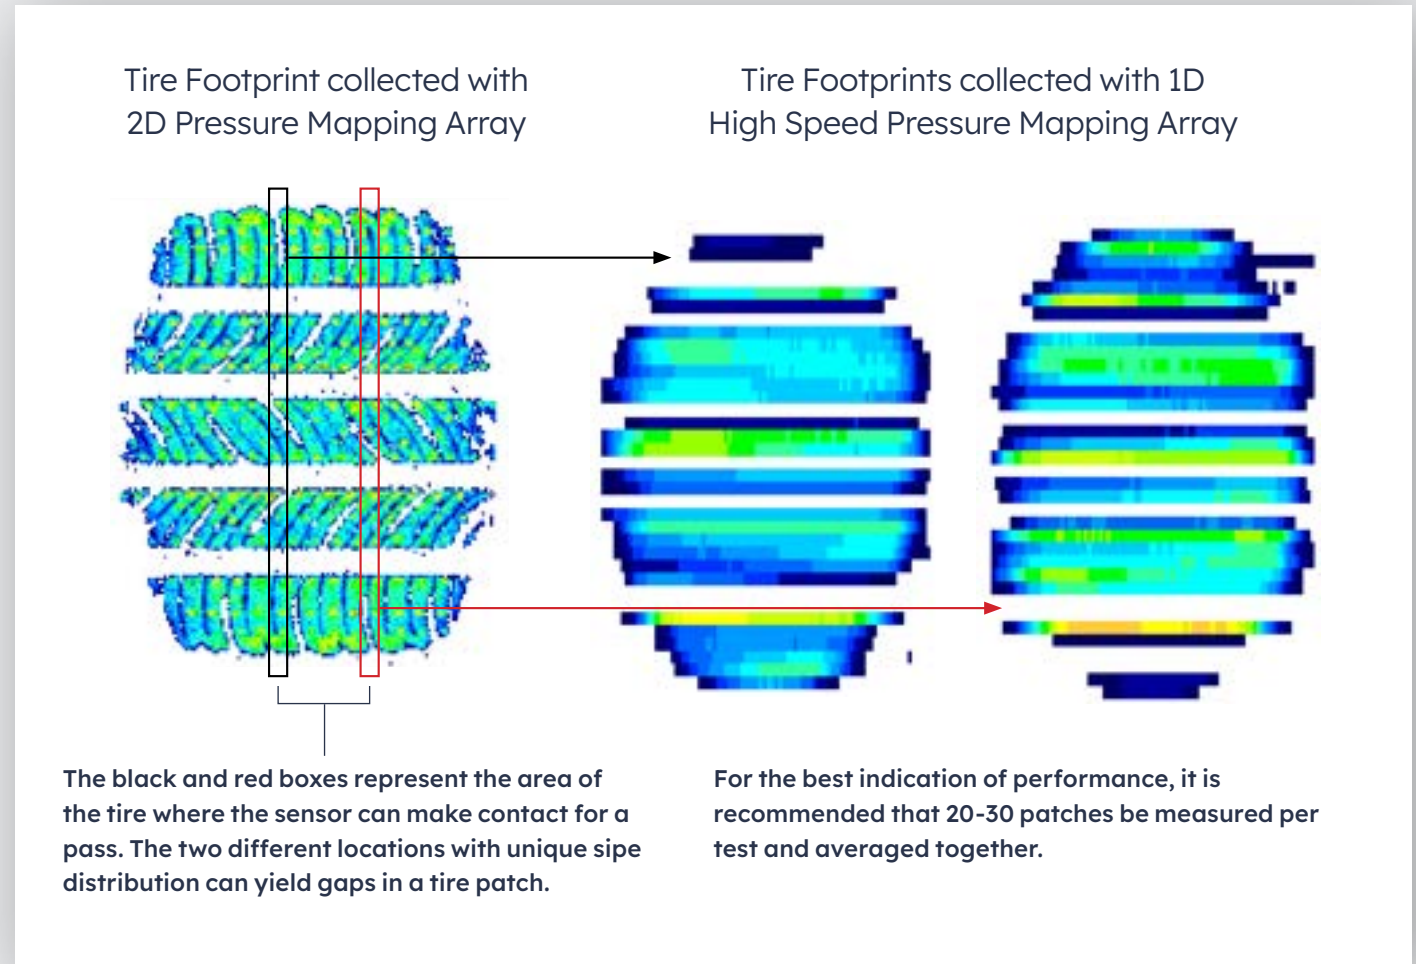 Tire Footprint collected with
2D Pressure Mapping Array
Tire Footprints collected with 1D
High Speed Pressure Mapping Array
The black and red boxes represent the area of
the tire where the sensor can make contact for a
pass. The two different locations with unique sipe
distribution can yield gaps in a tire patch.
For the best indication of performance, it is
recommended that 20-30 patches be measured per
test and averaged together.